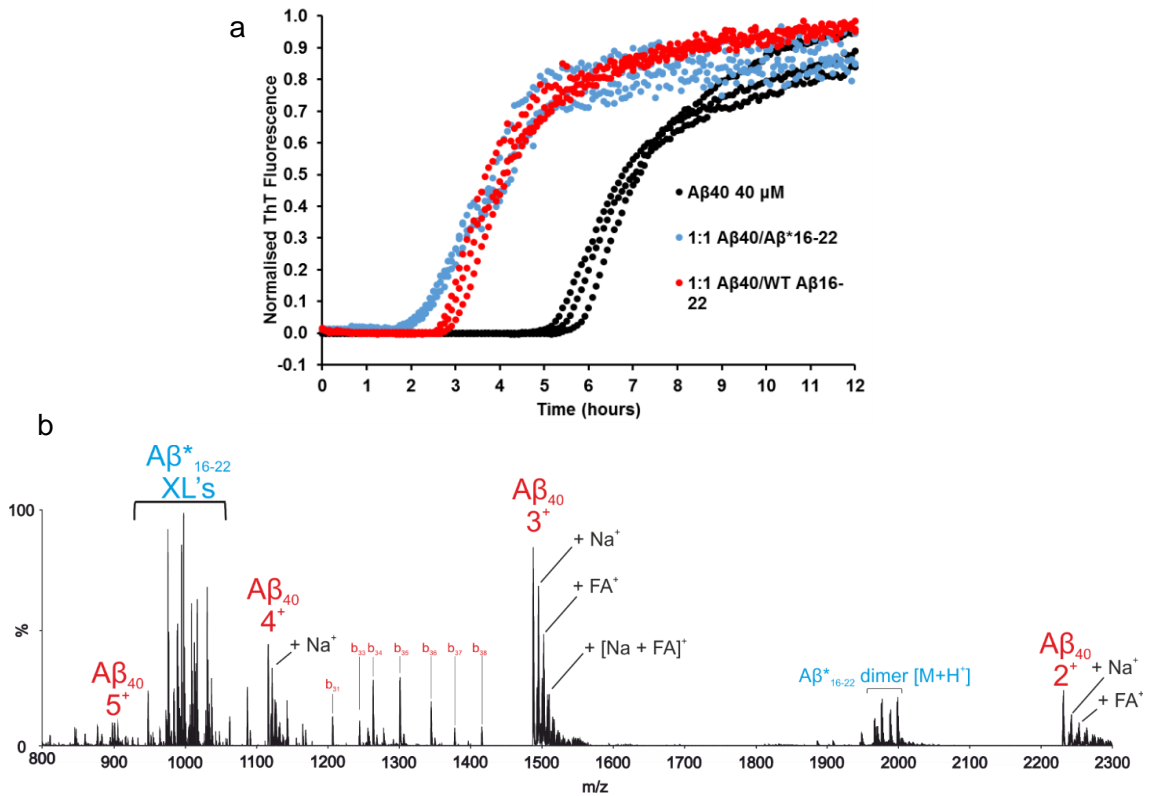 a
1.0
0.9
0.8
0.7
0.6
0.5
0.4
0.3
0.2
0.1
0.0
-0.1
Normalised ThT Fluorescence
0 1 2 3 4 5 6 7 8 9 10 11 12
Time (hours)
Aβ40 40 µM
1:1 Aβ40/Aβ*16-22
1:1 Aβ40/WT Aβ16-
22
b
Aβ*16-22
XL's
Aβ40
5+
Aβ40
4+
+ Na+
b31
b33 b34 b35 b36 b37 b38
Aβ40
3+
+ Na+
+ FA+
+ [Na + FA]+
Aβ*16-22 dimer [M+H+]
Aβ40
2+
+ Na+
+ FA+
100
%
0
800 900 1000 1100 1200 1300 1400 1500 1600 1700 1800 1900 2000 2100 2200 2300
m/z